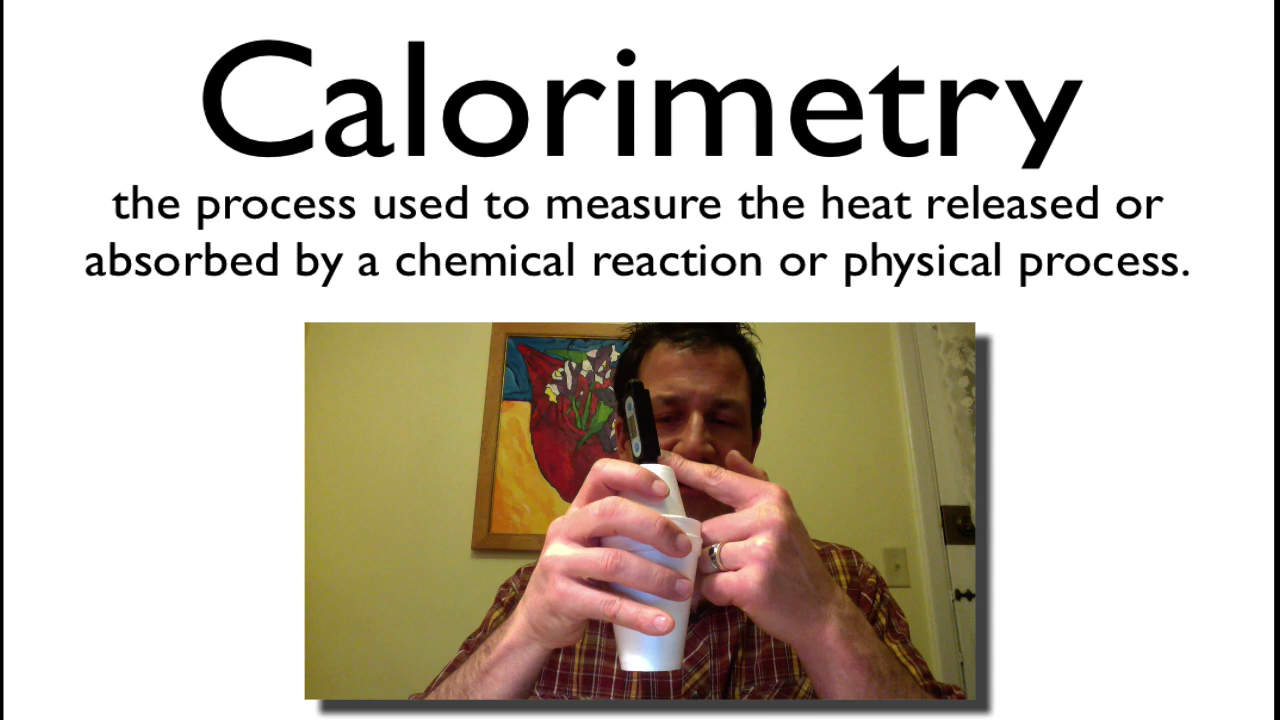 Calorimetry
the process used to measure the heat released or
absorbed by a chemical reaction or physical process.